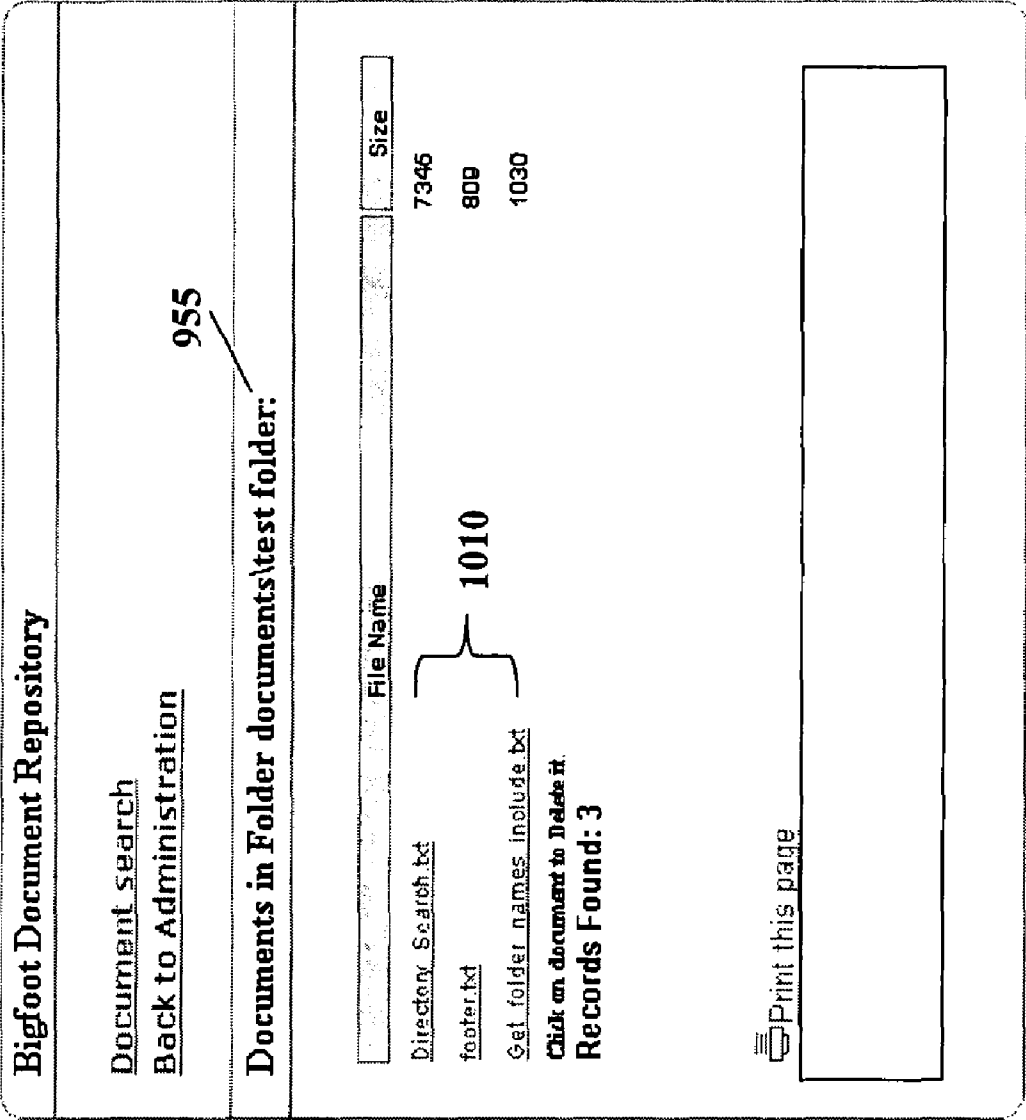 Bigfoot Document Repository
Document search
Back to Administration
955
Documents in Folder documents\test folder:
File Name Size
Directory Search.txt 7346
footer.txt 809
Get folder names include.txt 1030
1010
Click on document to Delete it.
Records Found: 3
Print this page